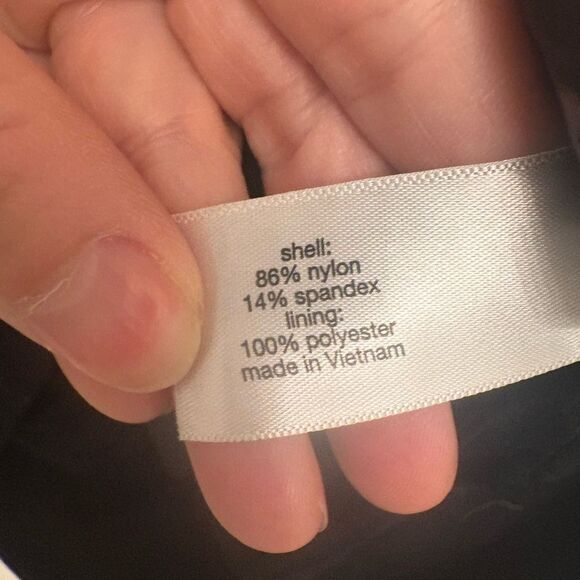 shell:
86% nylon
14% spandex
lining:
100% polyester
made in Vietnam